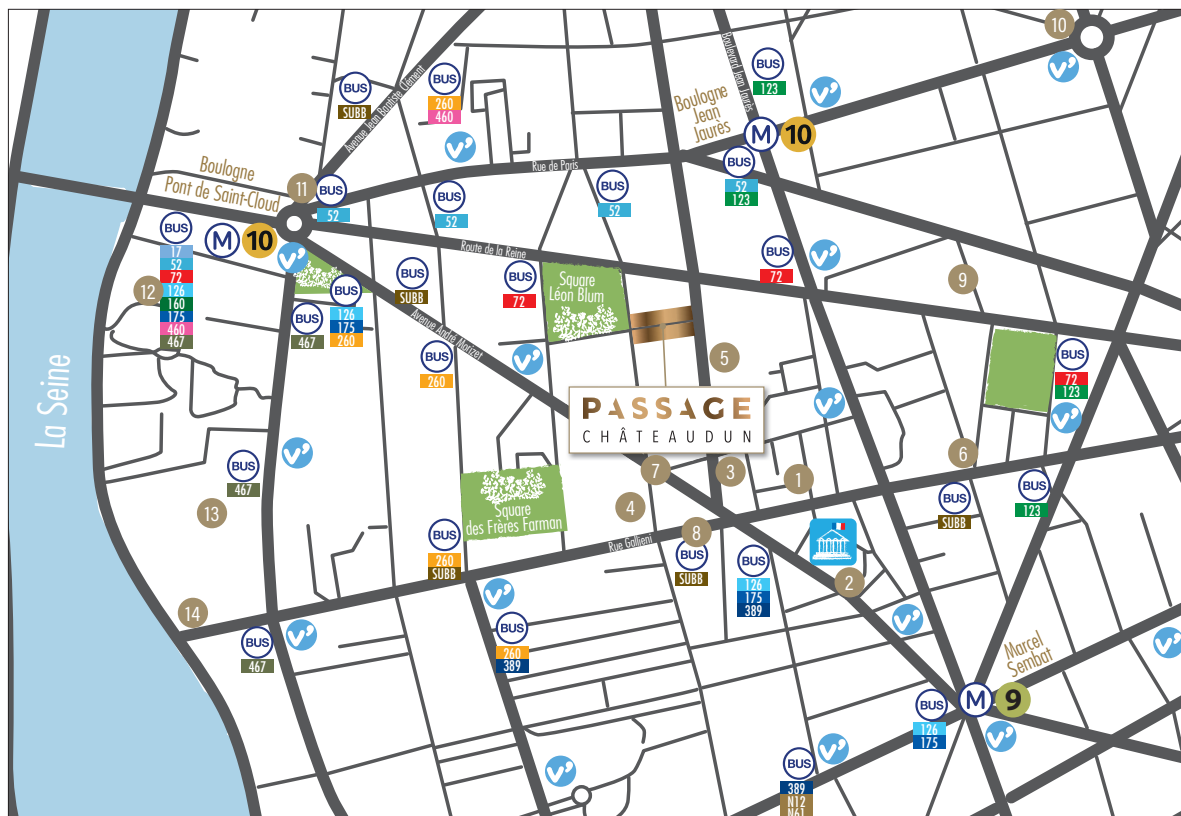 10
BUS
123
V'
Boulevard Jean Jaurès
BUS
SUBB
BUS
260
460
V'
Avenue Jean Baptiste Clément
V'
Boulogne
Jean
Jaurès
M 10
Rue de Paris
BUS
52
123
Boulogne
Pont de Saint-Cloud
11
BUS
52
BUS
52
BUS
52
BUS
17
52
72
126
160
175
460
467
M 10
V'
12
Route de la Reine
BUS
SUBB
BUS
72
Square
Léon Blum
BUS
72
V'
9
BUS
467
BUS
126
175
260
Avenue André Morizet
BUS
260
V'
5
BUS
72
123
V'
La Seine
PASSAGE
CHÂTEAUDUN
V'
V'
BUS
467
13
7
3
1
6
4
Square
des Frères Farman
BUS
SUBB
BUS
123
8
Rue Gallieni
BUS
260
SUBB
BUS
SUBB
BUS
126
175
389
2
14
V'
V'
V'
BUS
467
BUS
260
389
Marcel
Sembat
V'
M 9
BUS
126
175
V'
V'
V'
BUS
389
N12
N61